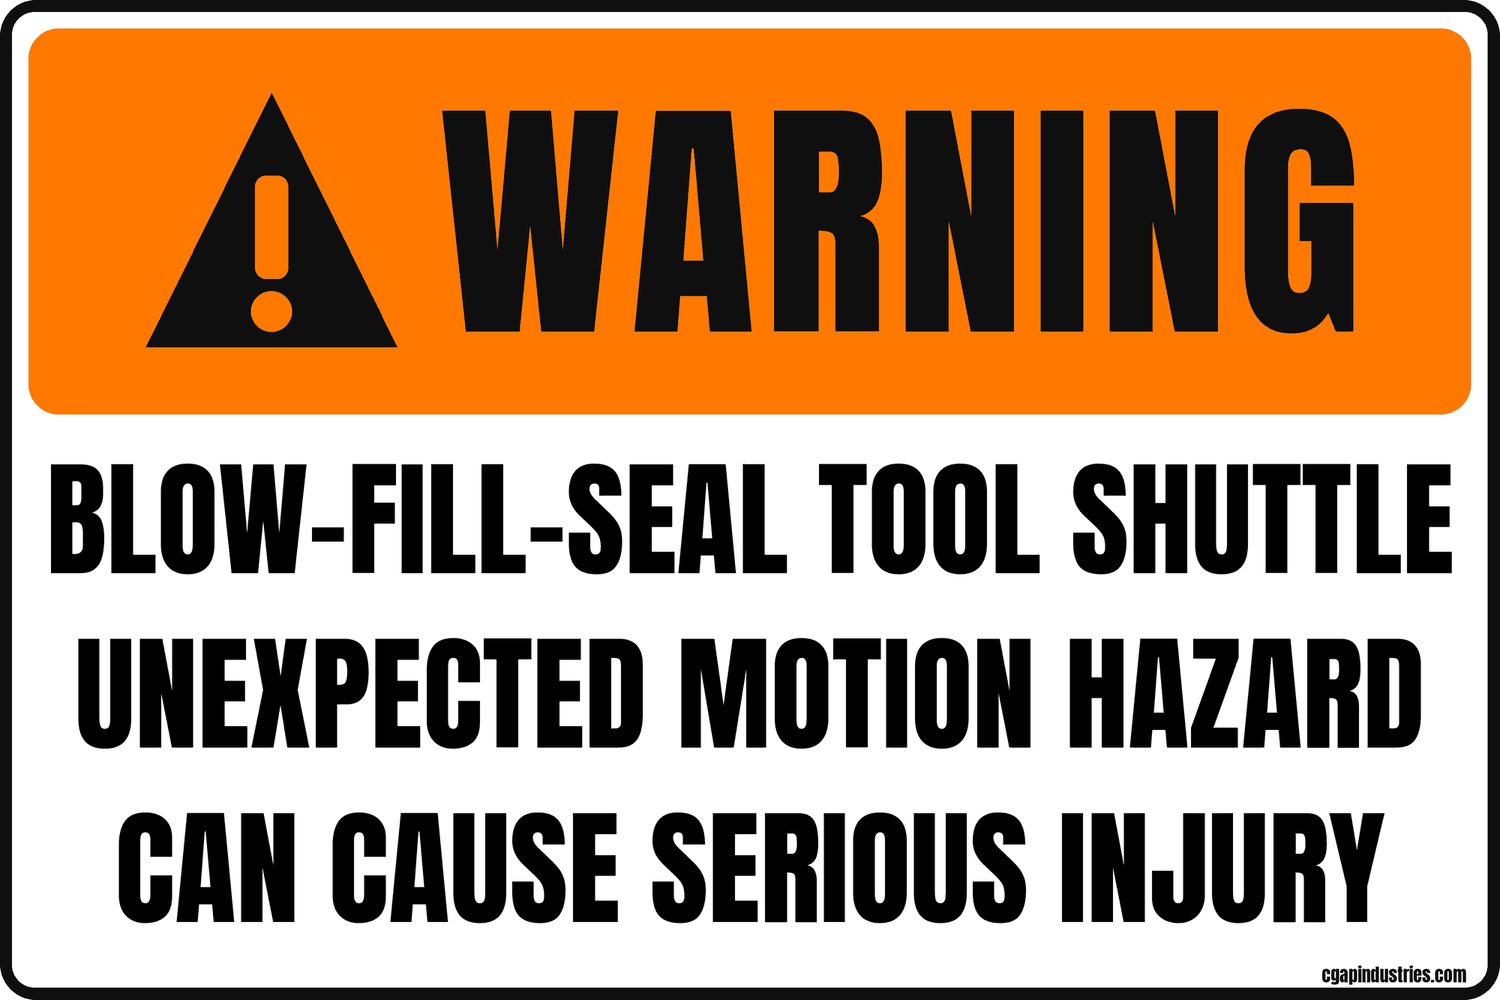 WARNING
BLOW-FILL-SEAL TOOL SHUTTLE
UNEXPECTED MOTION HAZARD
CAN CAUSE SERIOUS INJURY
cgapindustries.com